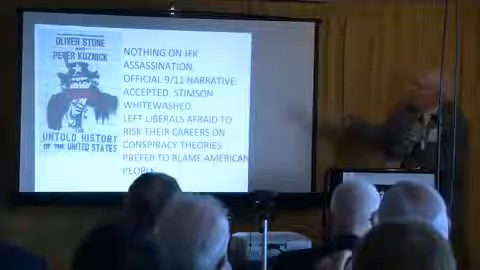 OLIVER STONE
AND
PETER KUZNICK
THE
UNTOLD HISTORY
OF THE UNITED STATES
NOTHING ON JFK
ASSASSINATION.
OFFICIAL 9/11 NARRATIVE
ACCEPTED. STIMSON
WHITEWASHED.
LEFT LIBERALS AFRAID TO
RISK THEIR CAREERS ON
CONSPIRACY THEORIES
PREFER TO BLAME AMERICAN
PEOPLE